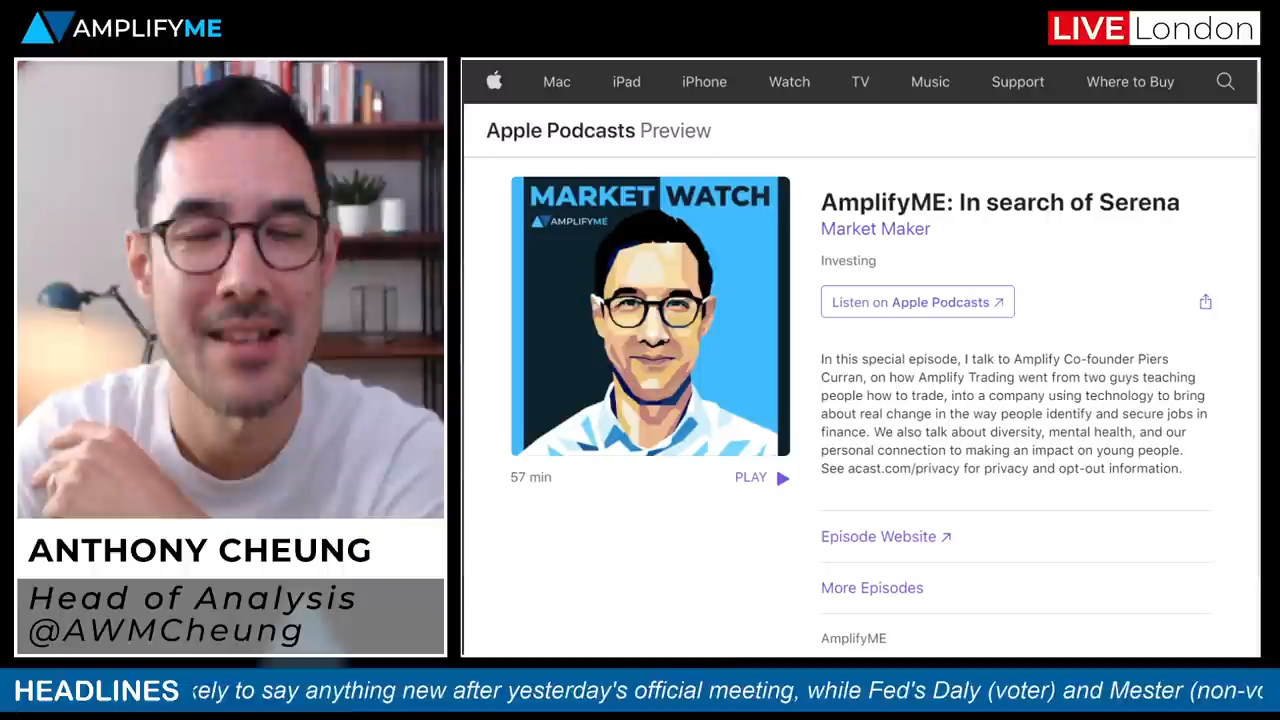 AMPLIFYME
LIVE London
Mac iPad iPhone Watch TV Music Support Where to Buy
Apple Podcasts Preview
MARKET WATCH
AMPLIFYME
57 min
PLAY
AmplifyME: In search of Serena
Market Maker
Investing
Listen on Apple Podcasts ↗
In this special episode, I talk to Amplify Co-founder Piers
Curran, on how Amplify Trading went from two guys teaching
people how to trade, into a company using technology to bring
about real change in the way people identify and secure jobs in
finance. We also talk about diversity, mental health, and our
personal connection to making an impact on young people.
See acast.com/privacy for privacy and opt-out information.
Episode Website ↗
More Episodes
AmplifyME
ANTHONY CHEUNG
Head of Analysis
@AWMCheung
HEADLINES
to say anything new after yesterday's official meeting, while Fed's Daly (voter) and Mester